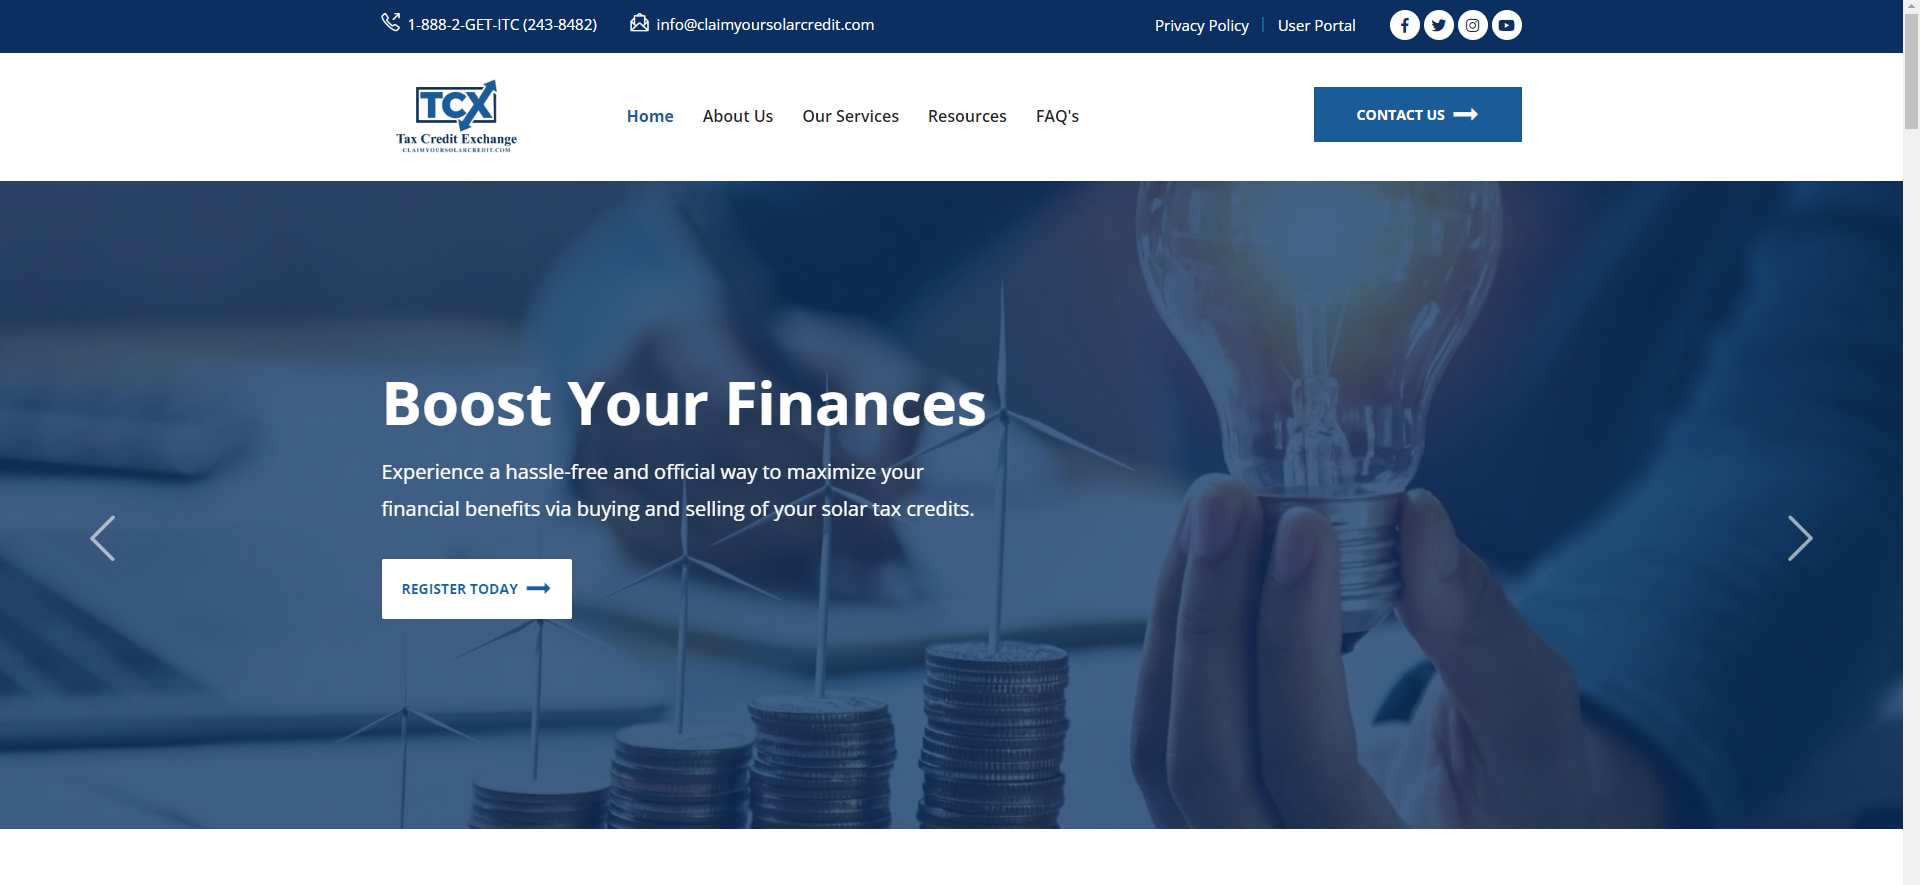 1-888-2-GET-ITC (243-8482)
info@claimyoursolarcredit.com
Privacy Policy
User Portal
TCX
Tax Credit Exchange
CLAIMYOURSOLARCREDIT.COM
Home
About Us
Our Services
Resources
FAQ's
CONTACT US
Boost Your Finances
Experience a hassle-free and official way to maximize your
financial benefits via buying and selling of your solar tax credits.
REGISTER TODAY